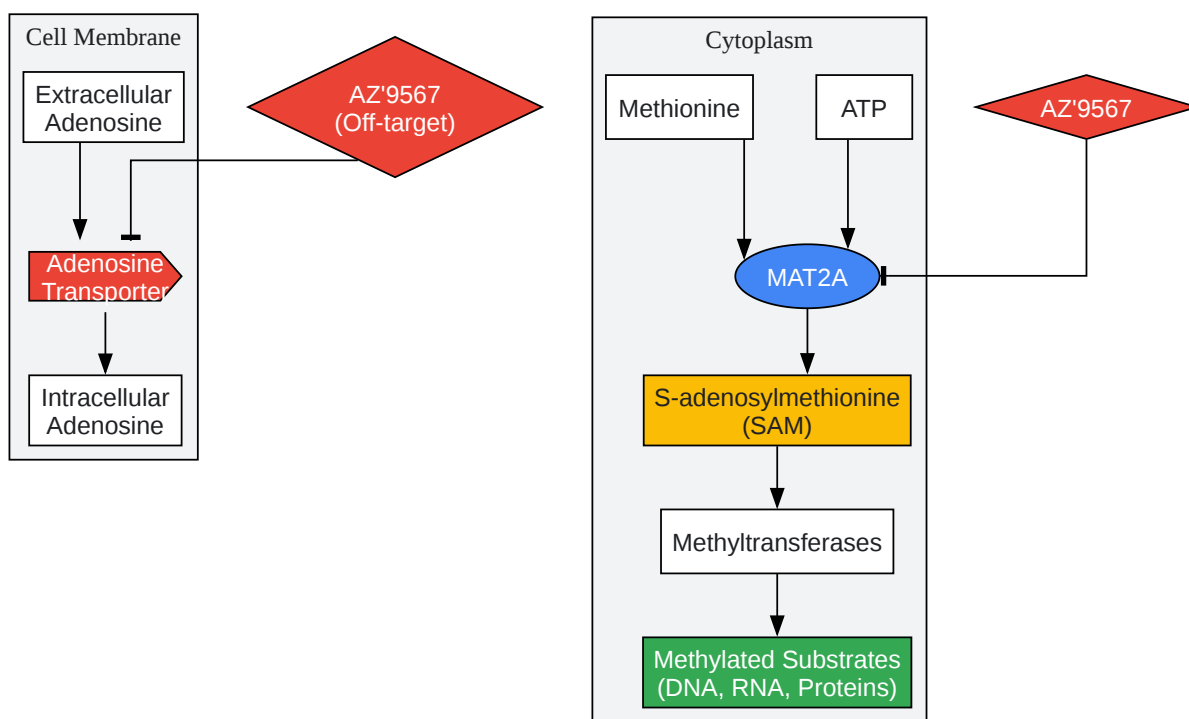 Cell Membrane
Extracellular
Adenosine
AZ'9567
(Off-target)
Adenosine
Transporter
Intracellular
Adenosine
Cytoplasm
Methionine
ATP
AZ'9567
MAT2A
S-adenosylmethionine
(SAM)
Methyltransferases
Methylated Substrates
(DNA, RNA, Proteins)